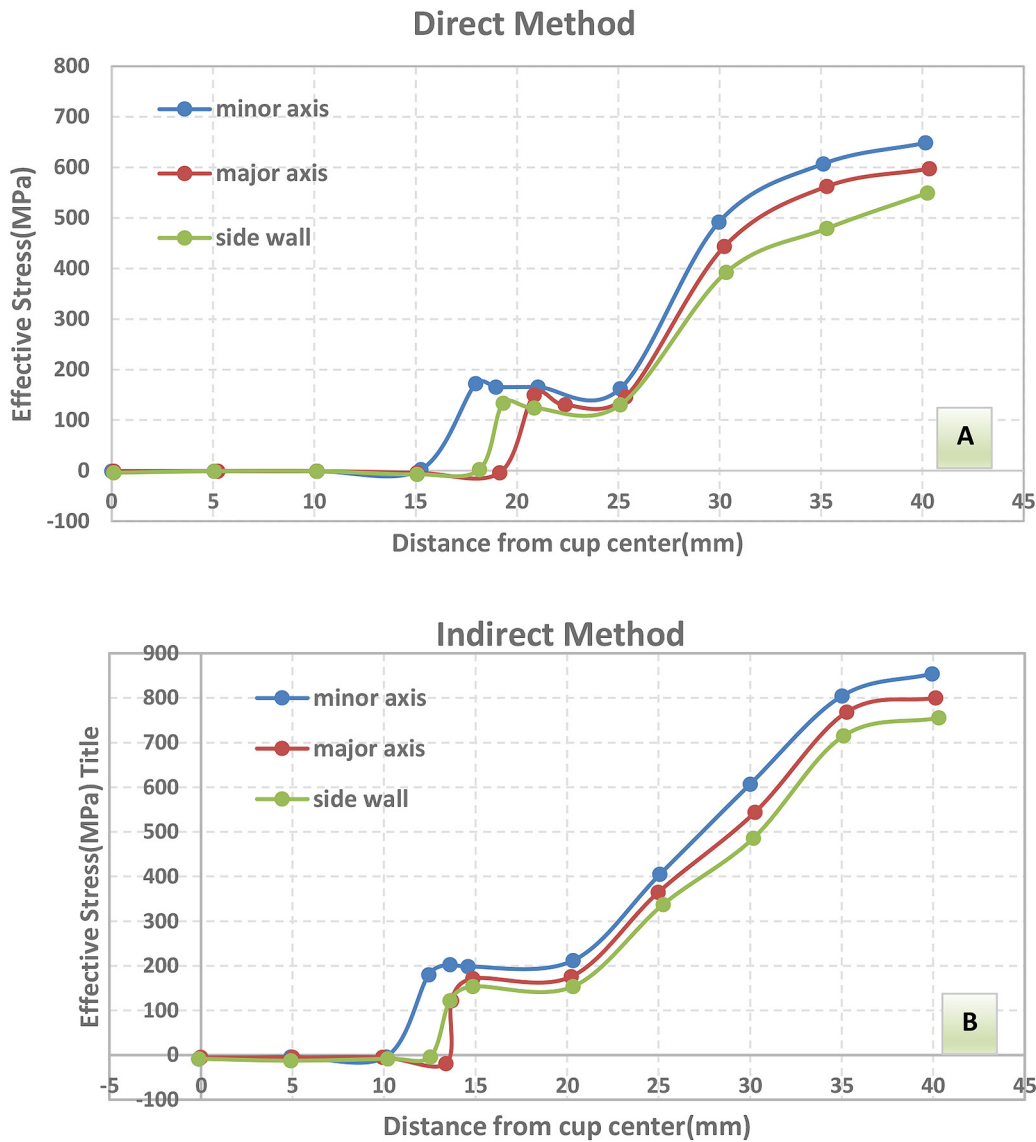 Direct Method
800
700
600
500
400
300
200
100
0
-100
Effective Stress(MPa)
minor axis
major axis
side wall
A
0 5 10 15 20 25 30 35 40 45
Distance from cup center(mm)
Indirect Method
900
800
700
600
500
400
300
200
100
0
-100
Effective Stress(MPa) Title
minor axis
major axis
side wall
B
-5 0 5 10 15 20 25 30 35 40 45
Distance from cup center(mm)